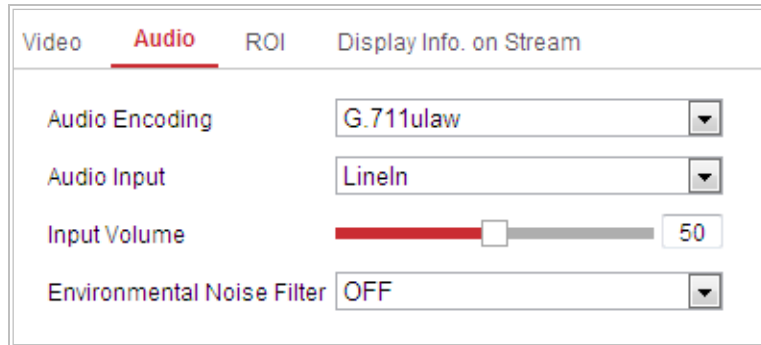 Video Audio ROI Display Info. on Stream
Audio Encoding G.711ulaw
Audio Input LineIn
Input Volume 50
Environmental Noise Filter OFF